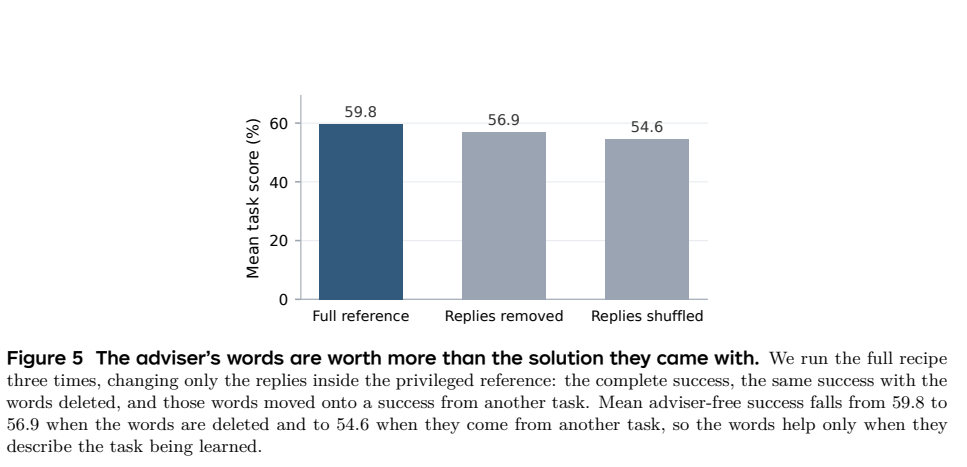 59.8
56.9
54.6
Mean task score (%)
60
40
20
0
Full reference
Replies removed
Replies shuffled
Figure 5 The adviser's words are worth more than the solution they came with. We run the full recipe
three times, changing only the replies inside the privileged reference: the complete success, the same success with the
words deleted, and those words moved onto a success from another task. Mean adviser-free success falls from 59.8 to
56.9 when the words are deleted and to 54.6 when they come from another task, so the words help only when they
describe the task being learned.